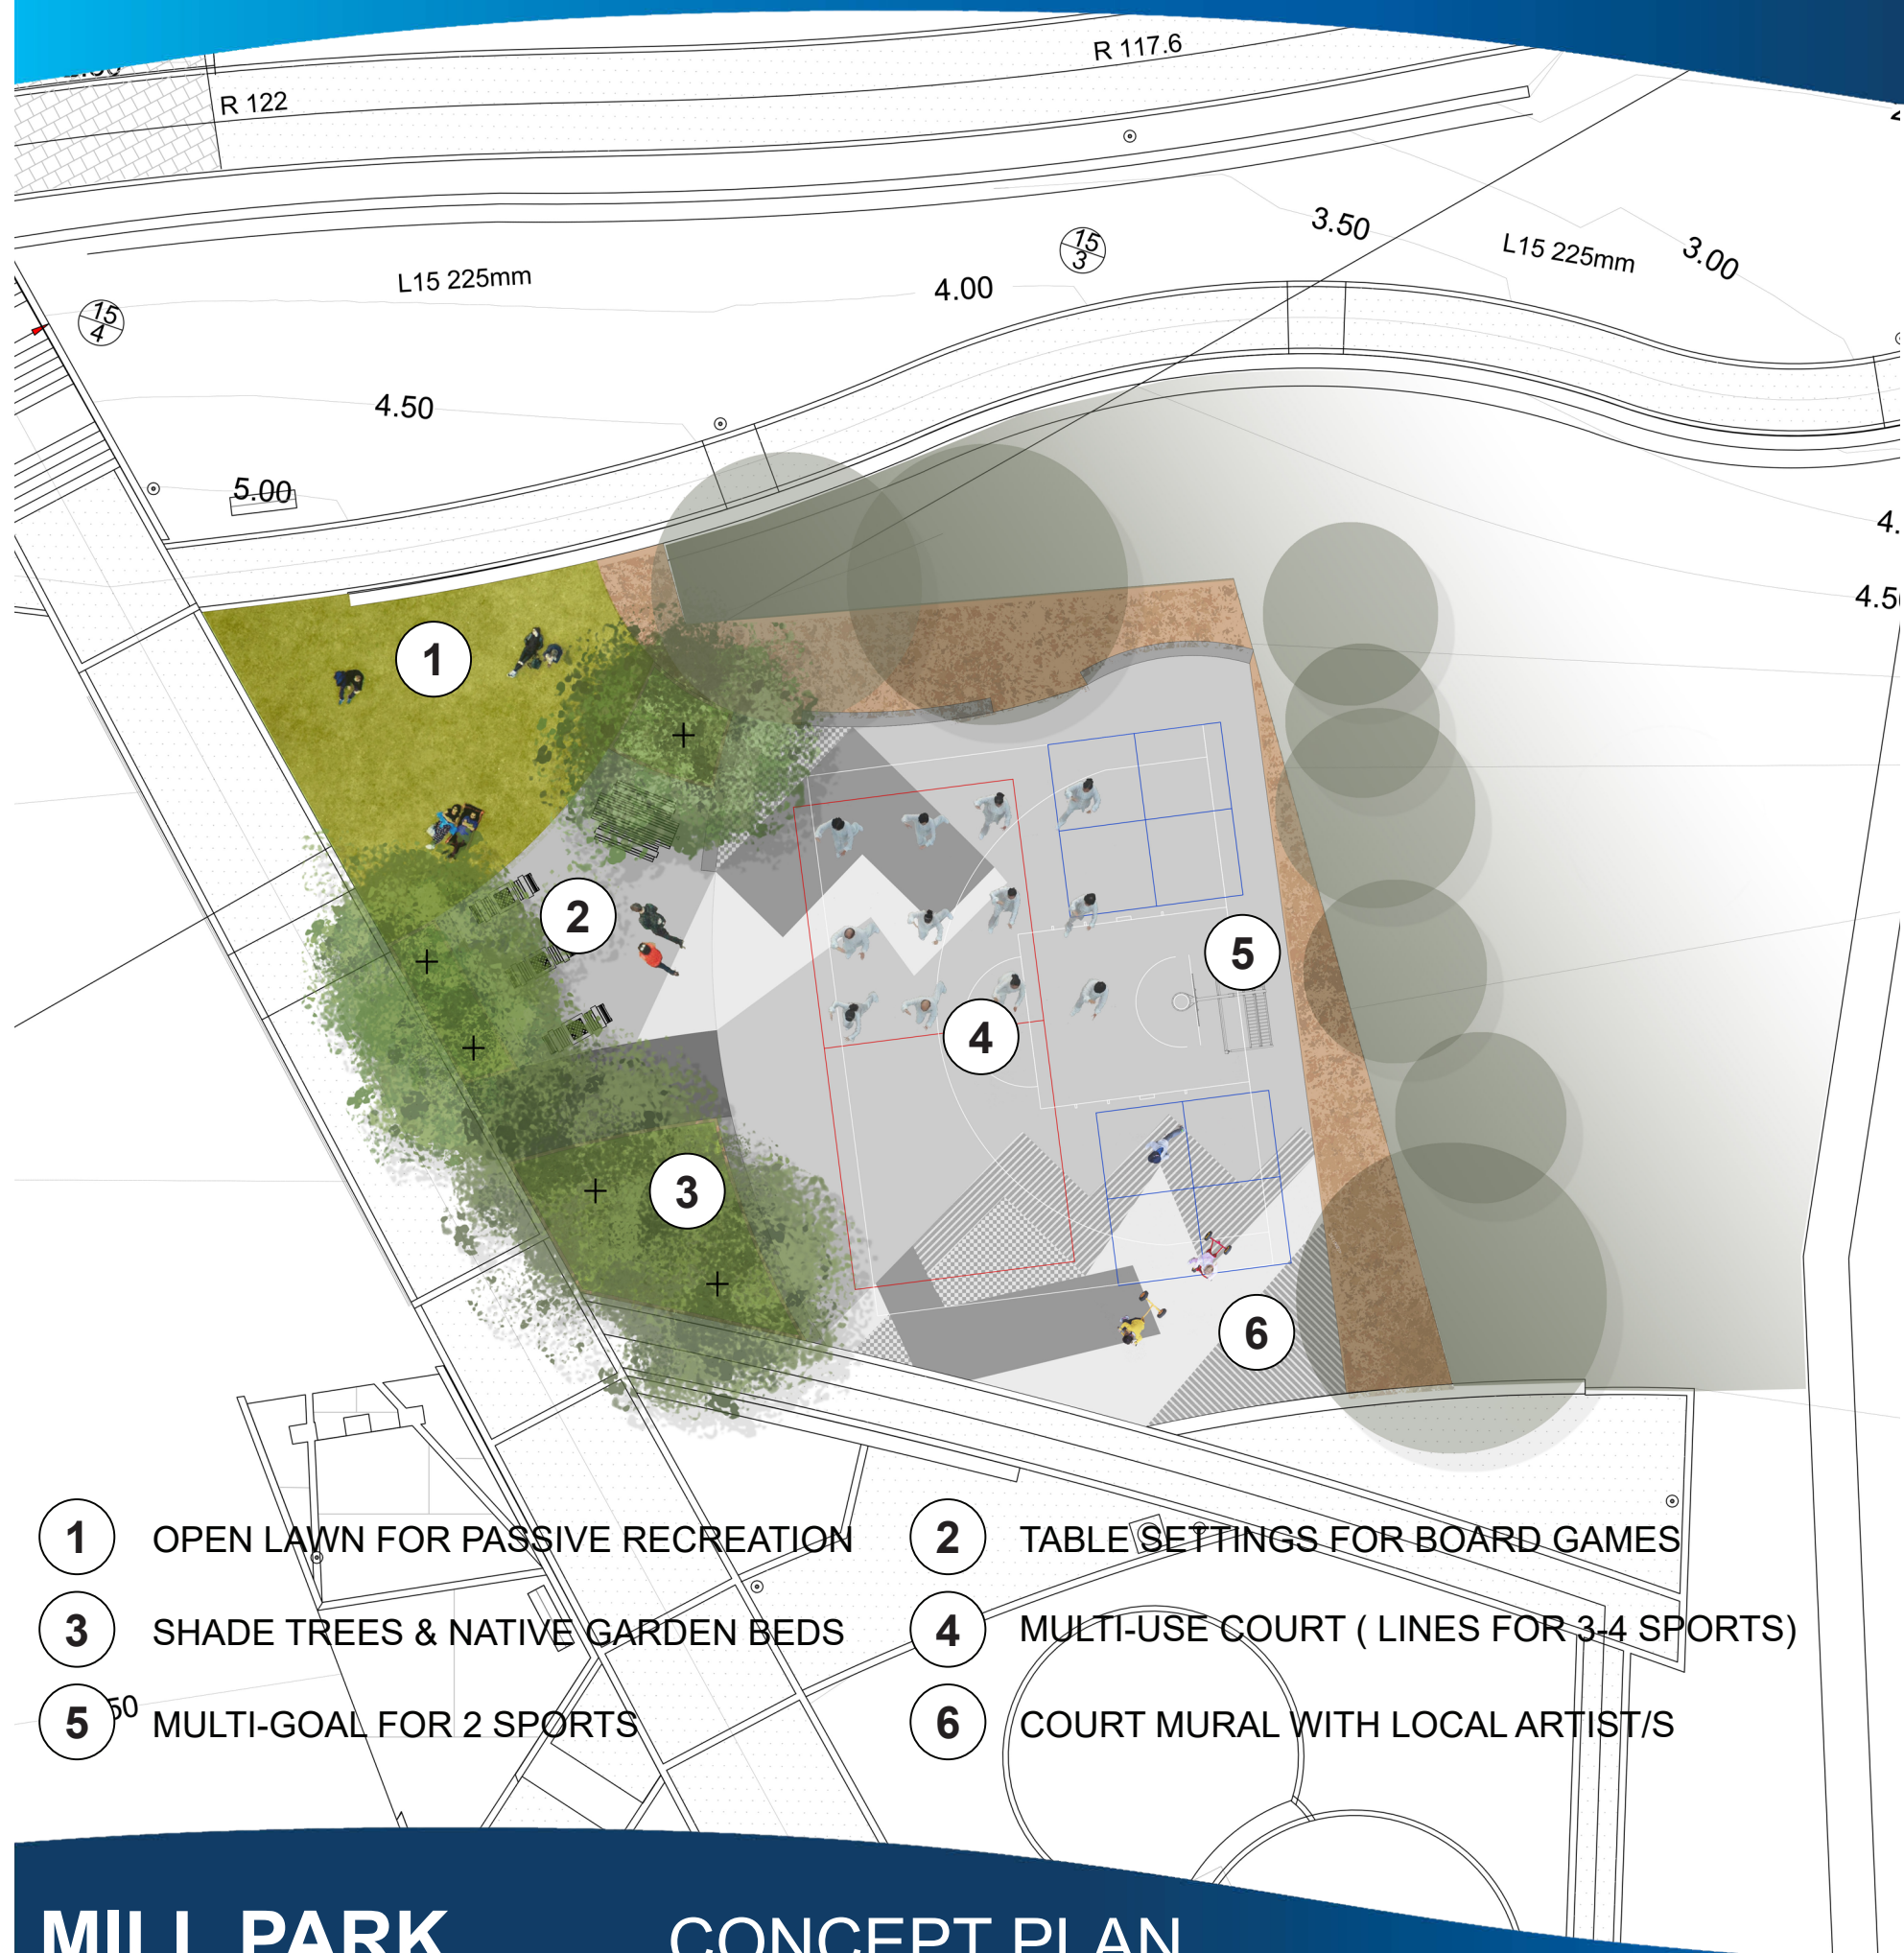 R 117.6
R 122
3.50
15
3
L15 225mm
3.00
L15 225mm
4.00
15
4
4.50
5.00
4.50
1
2
5
4
3
6
1 OPEN LAWN FOR PASSIVE RECREATION
2 TABLE SETTINGS FOR BOARD GAMES
3 SHADE TREES & NATIVE GARDEN BEDS
4 MULTI-USE COURT ( LINES FOR 3-4 SPORTS)
5 MULTI-GOAL FOR 2 SPORTS
6 COURT MURAL WITH LOCAL ARTIST/S
MILL PARK
CONCEPT PLAN